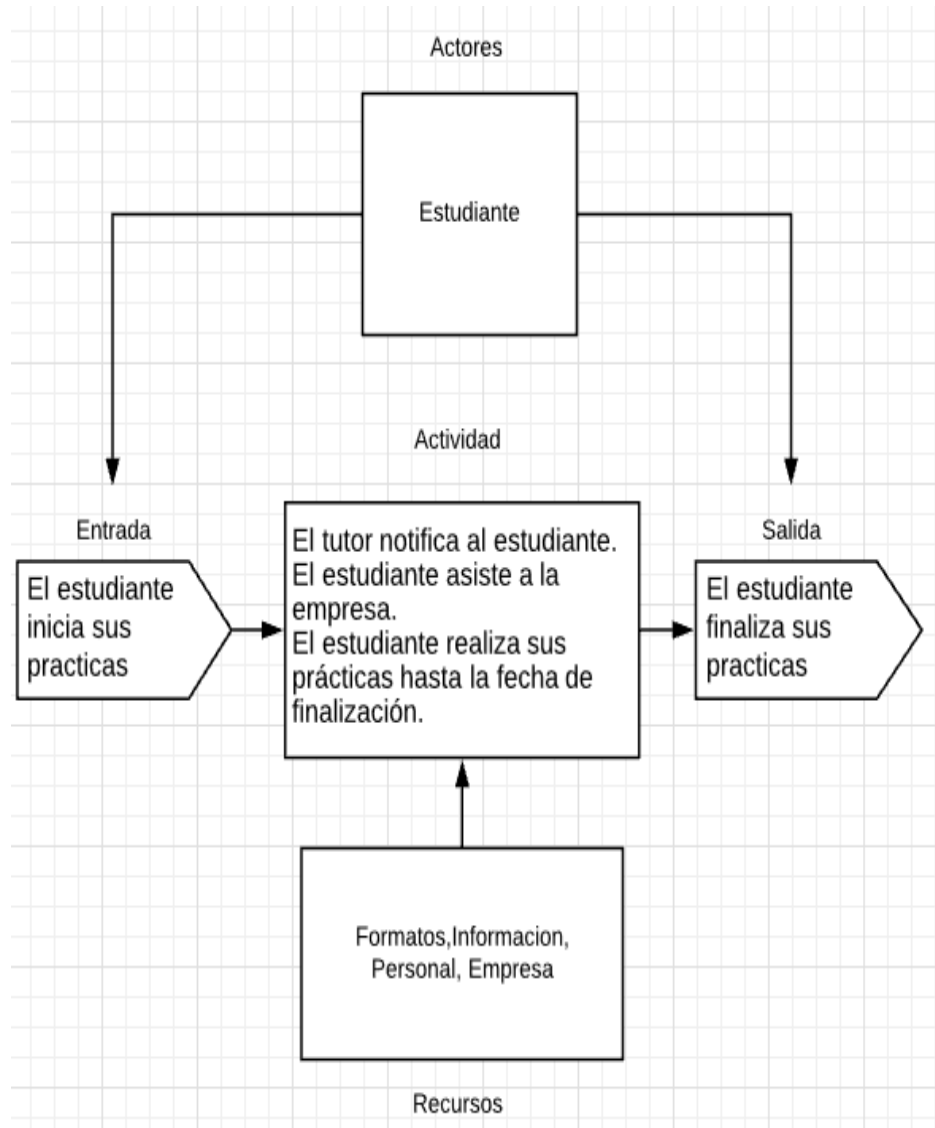 Actores
Estudiante
Actividad
Entrada
El estudiante
inicia sus
practicas
El tutor notifica al estudiante.
El estudiante asiste a la
empresa.
El estudiante realiza sus
prácticas hasta la fecha de
finalización.
Salida
El estudiante
finaliza sus
practicas
Formatos,Informacion,
Personal, Empresa
Recursos